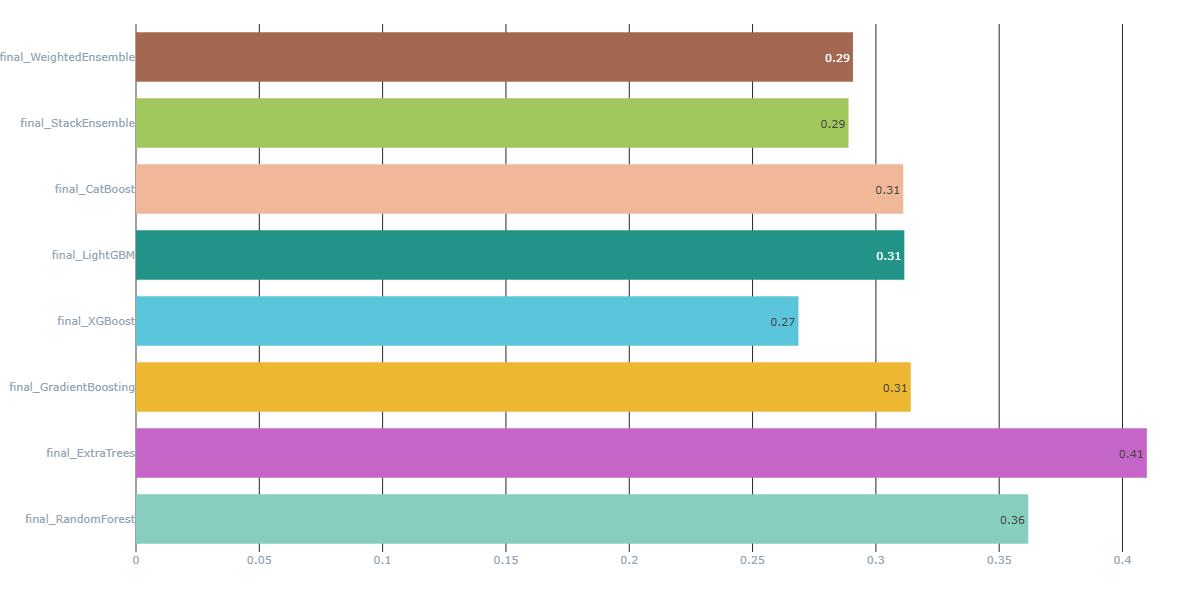 final_WeightedEnsemble 0.29
final_StackEnsemble 0.29
final_CatBoost 0.31
final_LightGBM 0.31
final_XGBoost 0.27
final_GradientBoosting 0.31
final_ExtraTrees 0.41
final_RandomForest 0.36
0 0.05 0.1 0.15 0.2 0.25 0.3 0.35 0.4